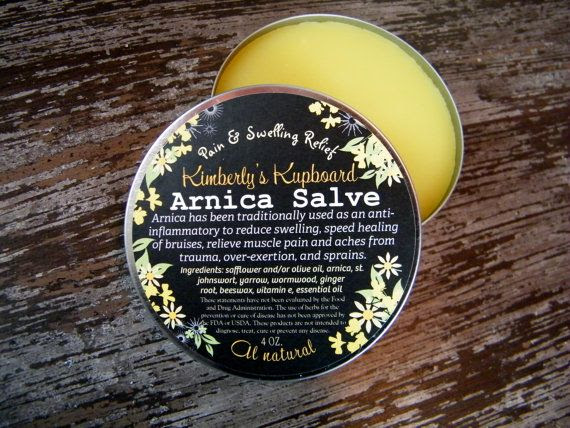 Pain & Swelling Relief
Kimberly's Kupboard
Arnica Salve
Arnica has been traditionally used as an anti-
inflammatory to reduce swelling, speed healing
of bruises, relieve muscle pain and aches from
trauma, over-exertion, and sprains.
Ingredients: safflower and/or olive oil, arnica, st.
johnswort, yarrow, wormwood, ginger
root, beeswax, vitamin e, essential oil
These statements have not been evaluated by the Food
and Drug Administration. The use of herbs for the
prevention or cure of disease has not been approved by
the FDA or USDA. These products are not intended to
diagnose, treat, cure or prevent any disease.
4 OZ.
Al natural